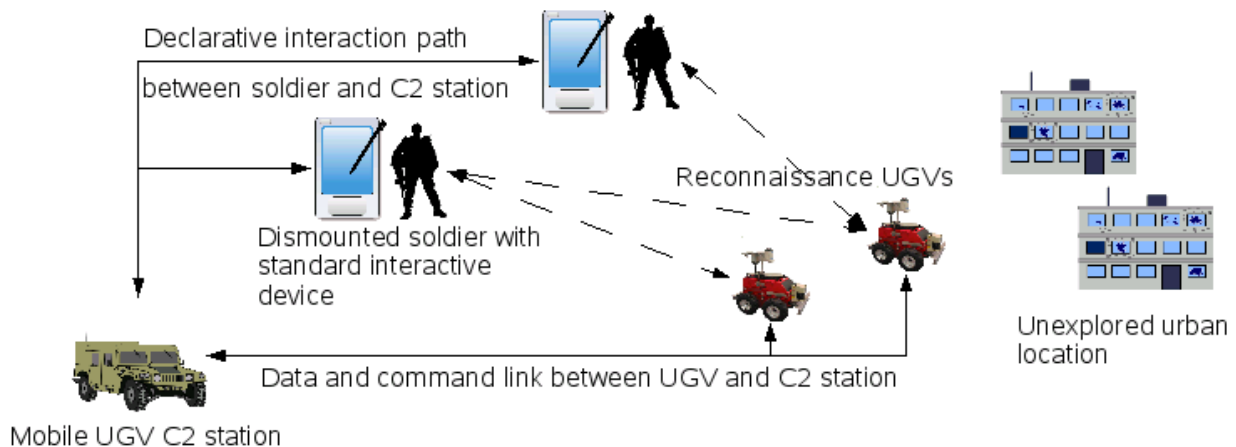 Declarative interaction path
between soldier and C2 station
Reconnaissance UGVs
Dismounted soldier with
standard interactive
device
Unexplored urban
location
Data and command link between UGV and C2 station
Mobile UGV C2 station